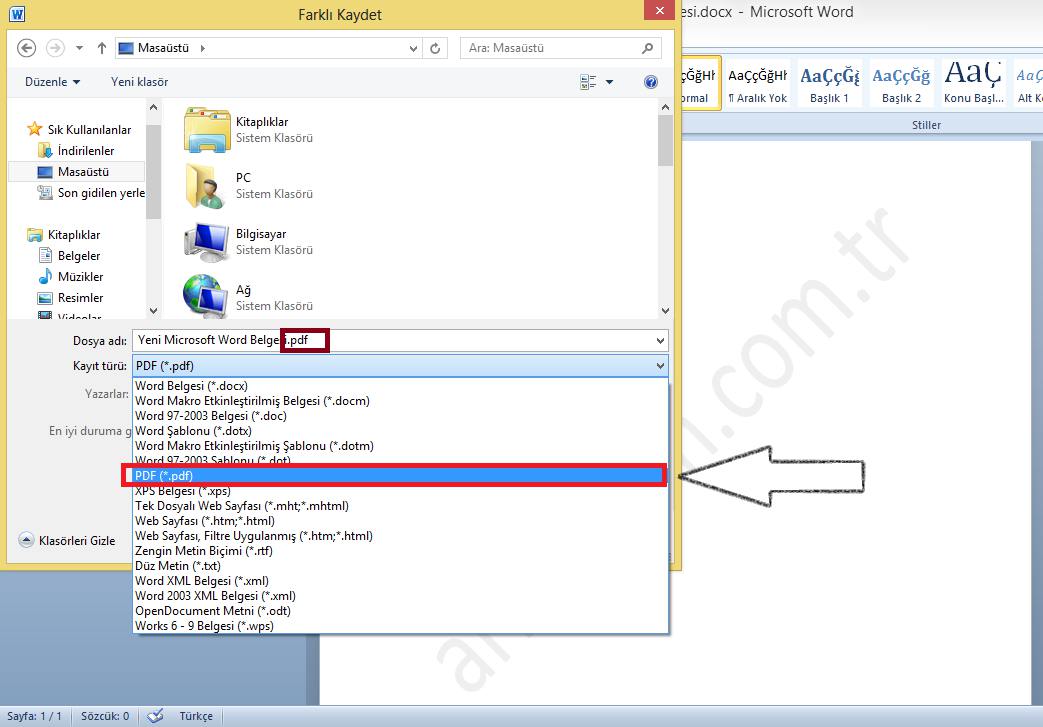 Farklı Kaydet
esi.docx - Microsoft Word
Masaüstü
Ara: Masaüstü
Düzenle
Yeni klasör
Sık Kullanılanlar
İndirilenler
Masaüstü
Son gidilen yerle
Kitaplıklar
Belgeler
Müzikler
Resimler
Videolar
Kitaplıklar
Sistem Klasörü
PC
Sistem Klasörü
Bilgisayar
Sistem Klasörü
Ağ
Sistem Klasörü
çĞğHł AaÇçĞğHł AaÇçĞğ AaÇçĞğ AaÇ AaÇç
ormal ¶ Aralık Yok Başlık 1 Başlık 2 Konu Başl... Alt K
Stiller
Dosya adı: Yeni Microsoft Word Belgesi.pdf
Kayıt türü: PDF (*.pdf)
Yazarlar:
En iyi duruma g
Word Belgesi (*.docx)
Word Makro Etkinleştirilmiş Belgesi (*.docm)
Word 97-2003 Belgesi (*.doc)
Word Şablonu (*.dotx)
Word Makro Etkinleştirilmiş Şablonu (*.dotm)
Word 97-2003 Şablonu (*.dot)
PDF (*.pdf)
XPS Belgesi (*.xps)
Tek Dosyalı Web Sayfası (*.mht;*.mhtml)
Web Sayfası (*.htm;*.html)
Web Sayfası, Filtre Uygulanmış (*.htm;*.html)
Zengin Metin Biçimi (*.rtf)
Düz Metin (*.txt)
Word XML Belgesi (*.xml)
Word 2003 XML Belgesi (*.xml)
OpenDocument Metni (*.odt)
Works 6 - 9 Belgesi (*.wps)
Klasörleri Gizle
.com.tr
Sayfa: 1 / 1
Sözcük: 0
Türkçe